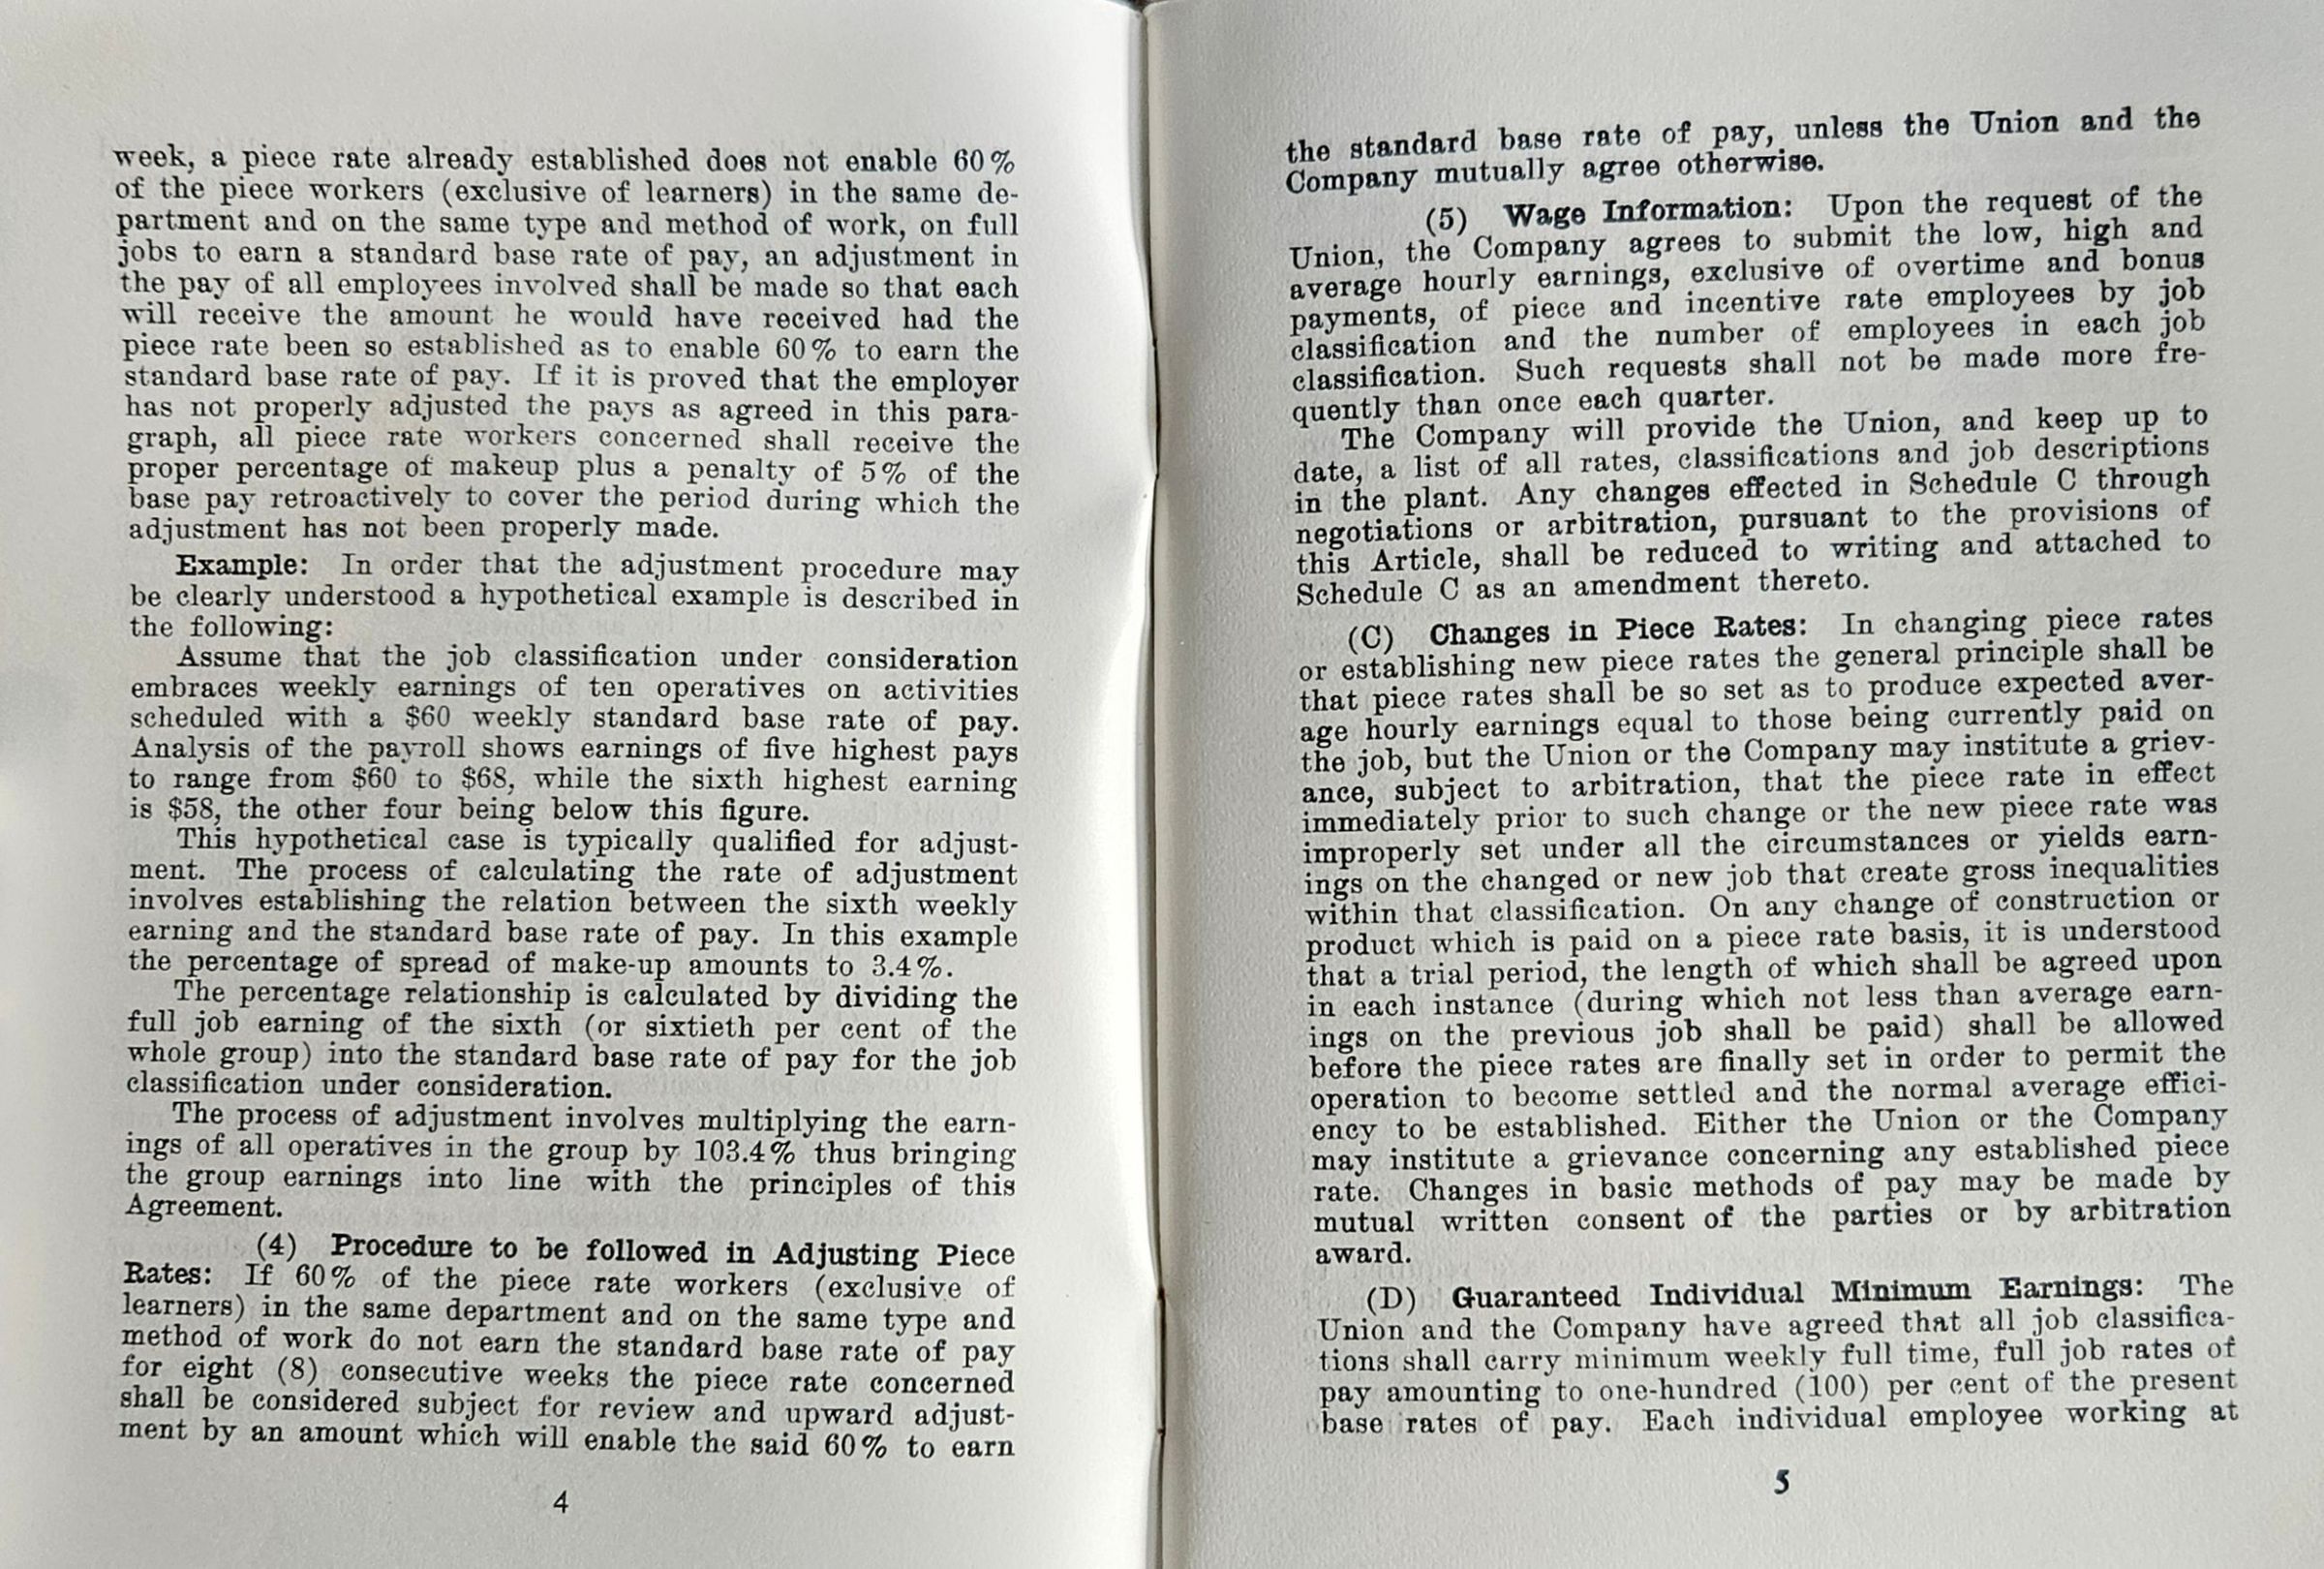 week, a piece rate already established does not enable 60%
of the piece workers (exclusive of learners) in the same de-
partment and on the same type and method of work, on full
jobs to earn a standard base rate of pay, an adjustment in
the pay of all employees involved shall be made so that each
will receive the amount he would have received had the
piece rate been so established as to enable 60% to earn the
standard base rate of pay. If it is proved that the employer
has not properly adjusted the pays as agreed in this para-
graph, all piece rate workers concerned shall receive the
proper percentage of makeup plus a penalty of 5% of the
base pay retroactively to cover the period during which the
adjustment has not been properly made.
Example: In order that the adjustment procedure may
be clearly understood a hypothetical example is described in
the following:
Assume that the job classification under consideration
embraces weekly earnings of ten operatives on activities
scheduled with a $60 weekly standard base rate of pay.
Analysis of the payroll shows earnings of five highest pays
to range from $60 to $68, while the sixth highest earning
is $58, the other four being below this figure.
This hypothetical case is typically qualified for adjust-
ment. The process of calculating the rate of adjustment
involves establishing the relation between the sixth weekly
earning and the standard base rate of pay. In this example
the percentage of spread of make-up amounts to 3.4%.
The percentage relationship is calculated by dividing the
full job earning of the sixth (or sixtieth per cent of the
whole group) into the standard base rate of pay for the job
classification under consideration.
The process of adjustment involves multiplying the earn-
ings of all operatives in the group by 103.4% thus bringing
the group earnings into line with the principles of this
Agreement.
(4) Procedure to be followed in Adjusting Piece
Rates: If 60% of the piece rate workers (exclusive of
learners) in the same department and on the same type and
method of work do not earn the standard base rate of pay
for eight (8) consecutive weeks the piece rate concerned
shall be considered subject for review and upward adjust-
ment by an amount which will enable the said 60% to earn
4
the standard base rate of pay, unless the Union and the
Company mutually agree otherwise.
(5) Wage Information: Upon the request of the
Union, the Company agrees to submit the low, high and
average hourly earnings, exclusive of overtime and bonus
payments, of piece and incentive rate employees by job
classification and the number of employees in each job
classification. Such requests shall not be made more fre-
quently than once each quarter.
The Company will provide the Union, and keep up to
date, a list of all rates, classifications and job descriptions
in the plant. Any changes effected in Schedule C through
negotiations or arbitration, pursuant to the provisions of
this Article, shall be reduced to writing and attached to
Schedule C as an amendment thereto.
(C) Changes in Piece Rates: In changing piece rates
or establishing new piece rates the general principle shall be
that piece rates shall be so set as to produce expected aver-
age hourly earnings equal to those being currently paid on
the job, but the Union or the Company may institute a griev-
ance, subject to arbitration, that the piece rate in effect
immediately prior to such change or the new piece rate was
improperly set under all the circumstances or yields earn-
ings on the changed or new job that create gross inequalities
within that classification. On any change of construction or
product which is paid on a piece rate basis, it is understood
that a trial period, the length of which shall be agreed upon
in each instance (during which not less than average earn-
ings on the previous job shall be paid) shall be allowed
before the piece rates are finally set in order to permit the
operation to become settled and the normal average effici-
ency to be established. Either the Union or the Company
may institute a grievance concerning any established piece
rate. Changes in basic methods of pay may be made by
mutual written consent of the parties or by arbitration
award.
(D) Guaranteed Individual Minimum Earnings: The
Union and the Company have agreed that all job classifica-
tions shall carry minimum weekly full time, full job rates of
pay amounting to one-hundred (100) per cent of the present
base rates of pay. Each individual employee working at
5